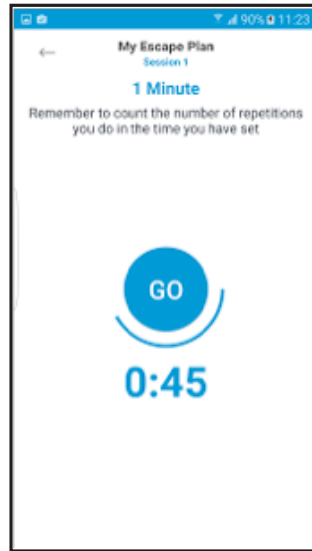 90% 11:23
My Escape Plan
Session 1
1 Minute
Remember to count the number of repetitions
you do in the time you have set
GO
0:45